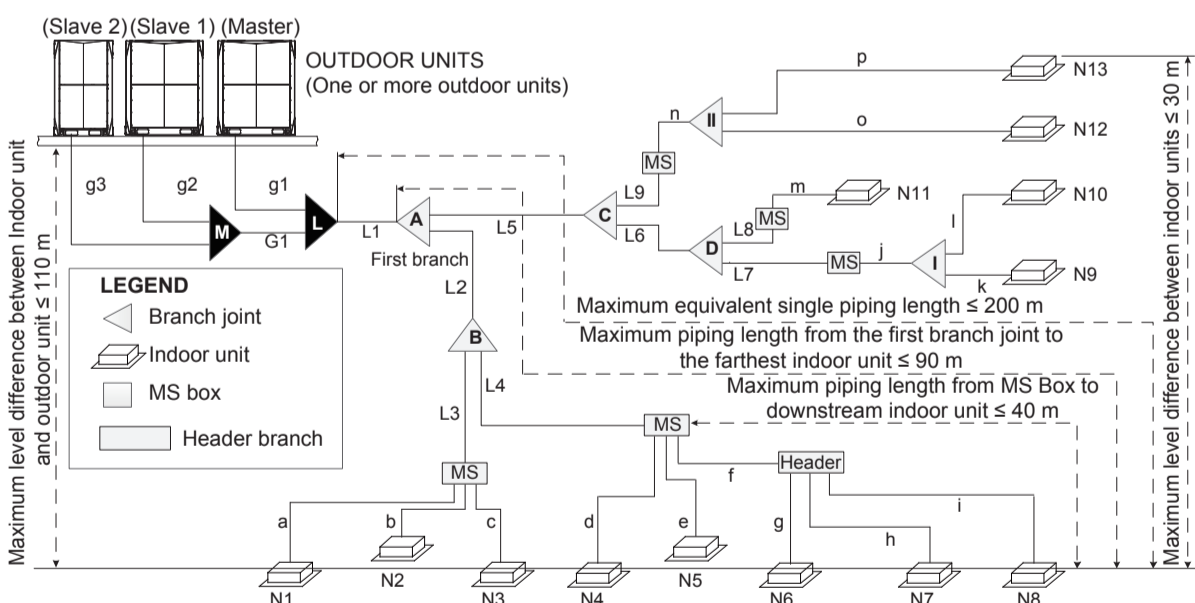 (Slave 2) (Slave 1) (Master)
OUTDOOR UNITS
(One or more outdoor units)
g3
g2
g1
M
G1
L
L1
A
First branch
L5
C
L9
L6
MS
n
II
p
o
N13
N12
D
L8
MS
m
N11
L7
MS
j
I
l
k
N10
N9
L2
B
L3
L4
MS
MS
Header
a
b
c
d
e
f
g
h
i
N1
N2
N3
N4
N5
N6
N7
N8
LEGEND
Branch joint
Indoor unit
MS box
Header branch
Maximum equivalent single piping length ≤ 200 m
Maximum piping length from the first branch joint to
the farthest indoor unit ≤ 90 m
Maximum piping length from MS Box to
downstream indoor unit ≤ 40 m
Maximum level difference between Indoor unit
and outdoor unit ≤ 110 m
Maximum level difference between indoor units ≤ 30 m